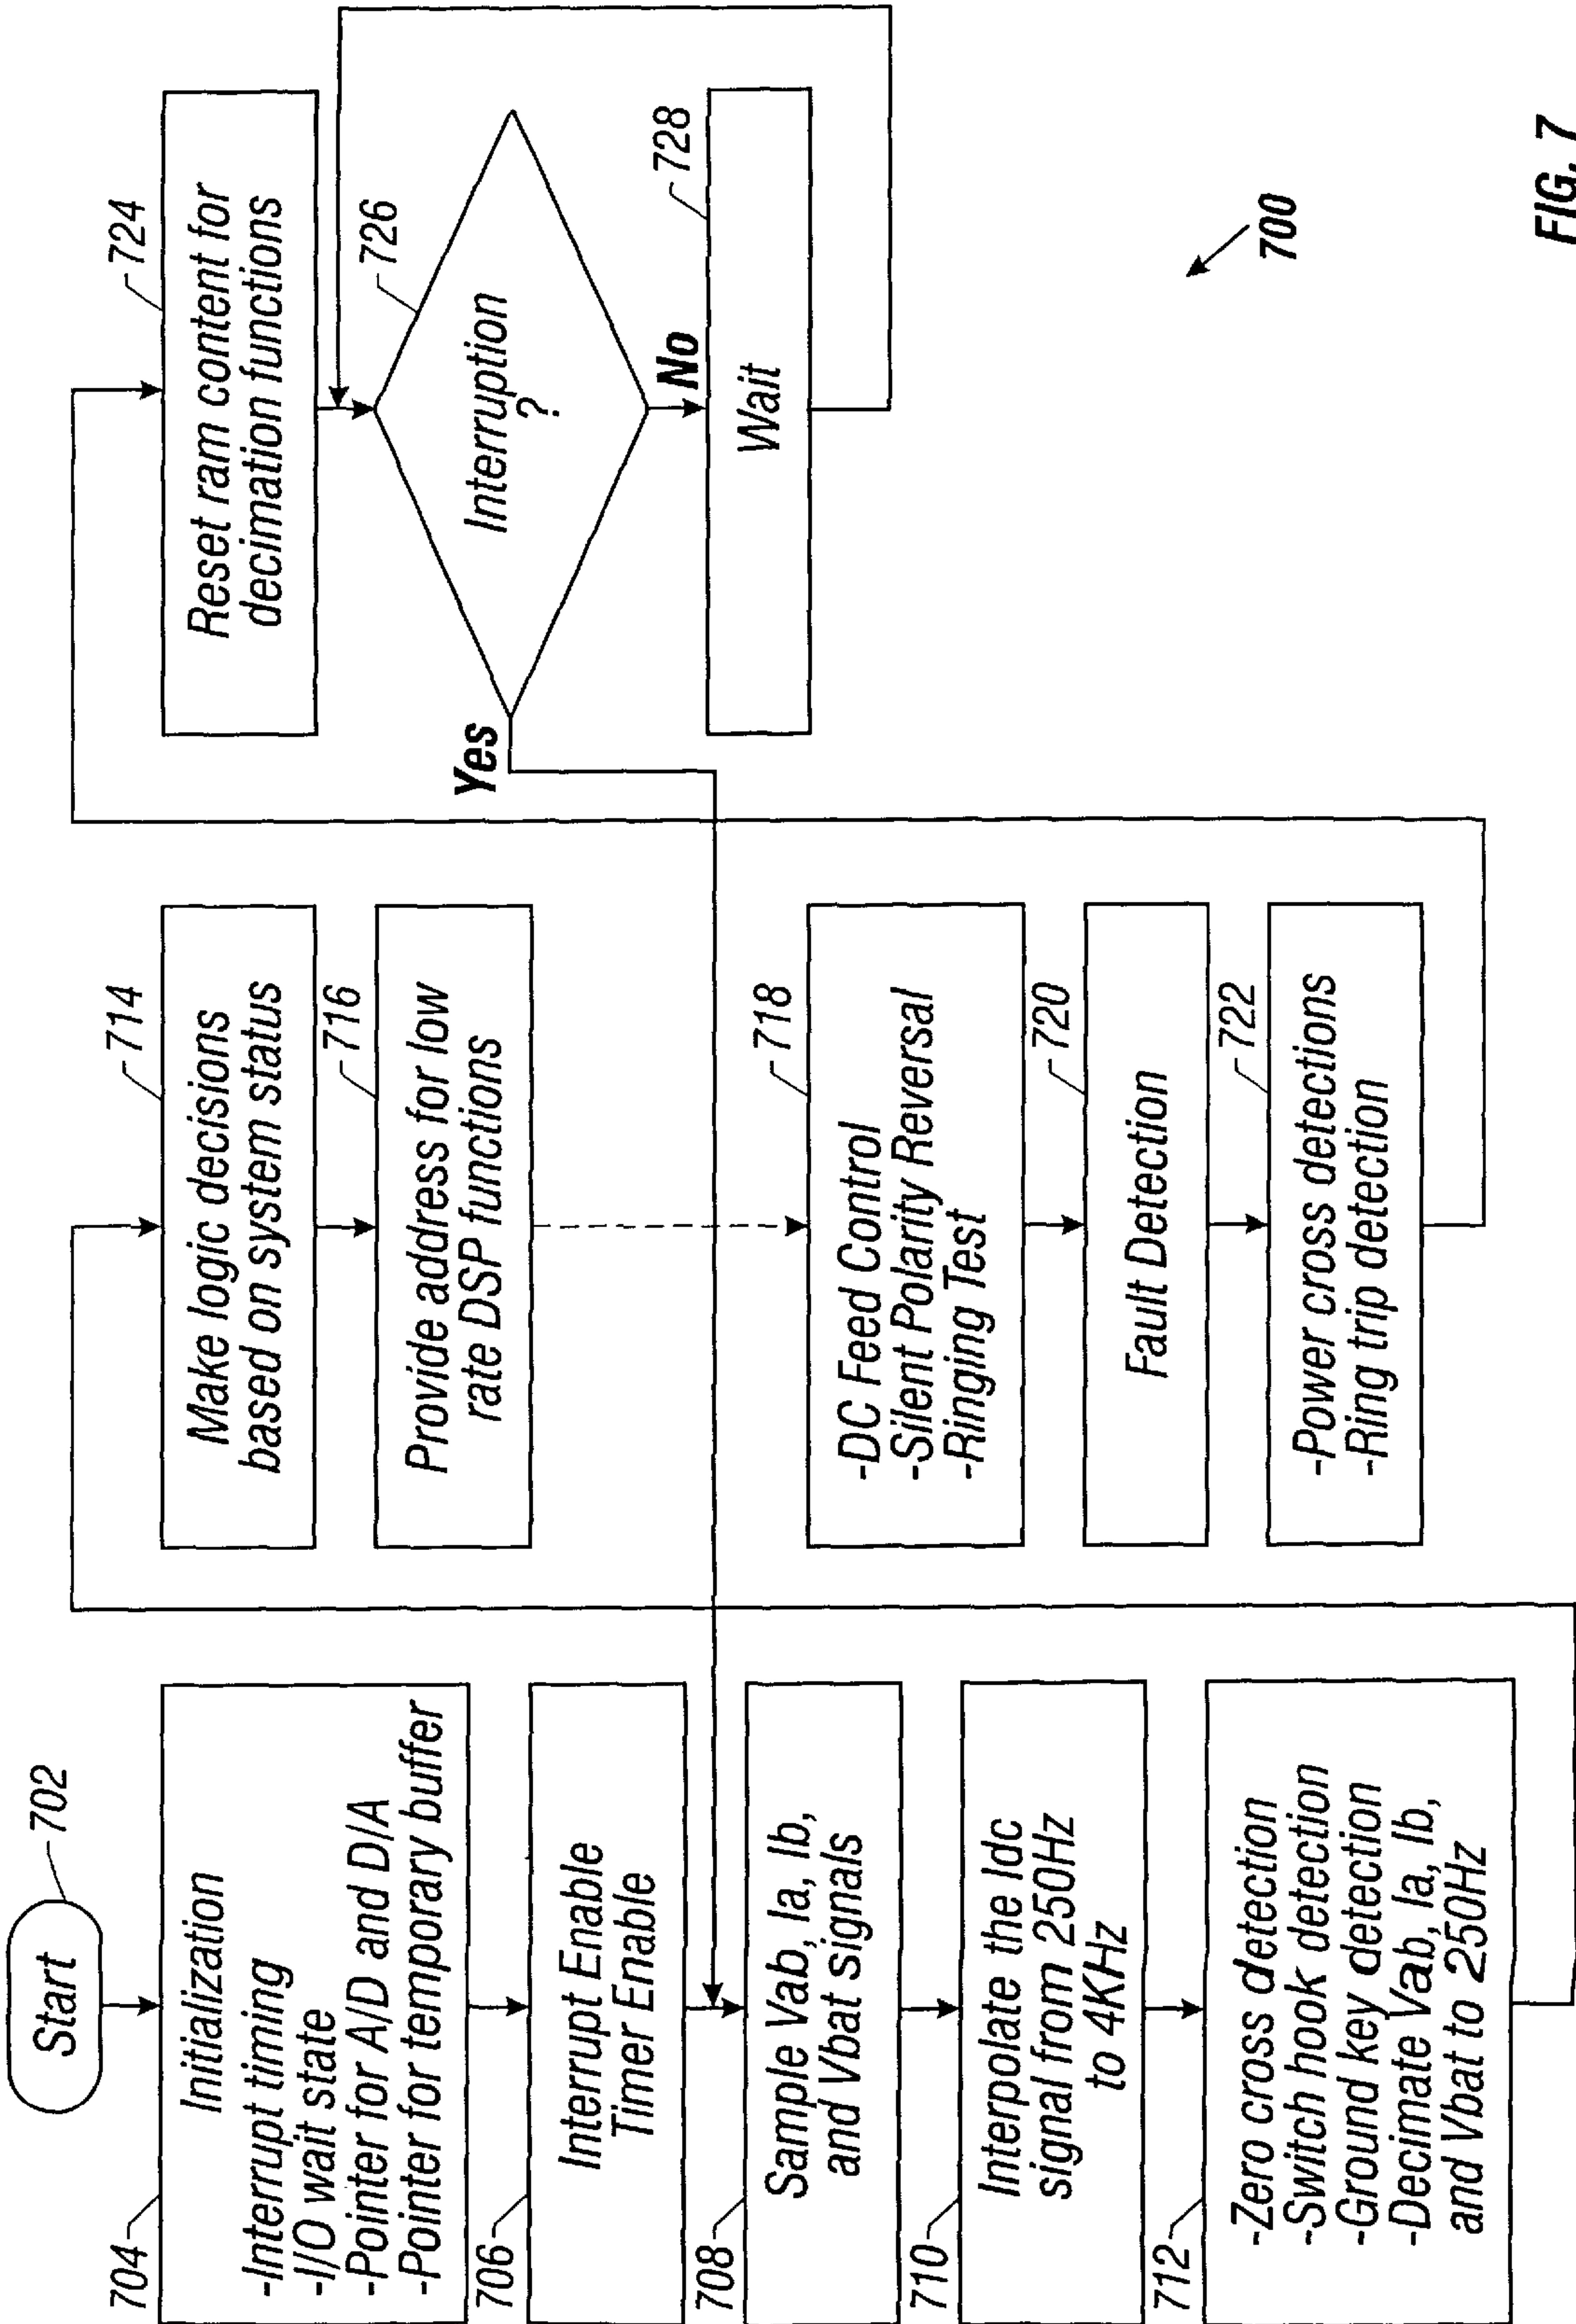 Start
702
704
Initialization
-Interrupt timing
-I/O wait state
-Pointer for A/D and D/A
-Pointer for temporary buffer
706
Interrupt Enable
Timer Enable
708
Sample Vab, Ia, Ib,
and Vbat signals
710
Interpolate the Idc
signal from 250Hz
to 4KHz
712
-Zero cross detection
-Switch hook detection
-Ground key detection
-Decimate Vab, Ia, Ib,
and Vbat to 250Hz
714
Make logic decisions
based on system status
716
Provide address for low
rate DSP functions
718
-DC Feed Control
-Silent Polarity Reversal
-Ringing Test
720
Fault Detection
722
-Power cross detections
-Ring trip detection
724
Reset ram content for
decimation functions
726
Interruption
?
Yes
No
728
Wait
700
FIG. 7